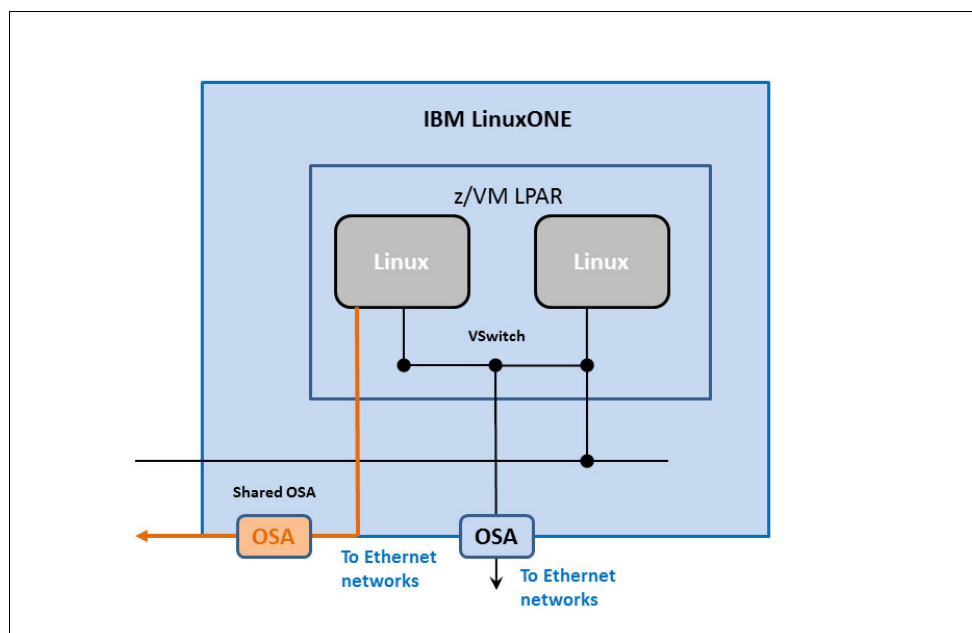 IBM LinuxONE
z/VM LPAR
Linux
Linux
VSwitch
Shared OSA
OSA
OSA
To Ethernet
networks
To Ethernet
networks